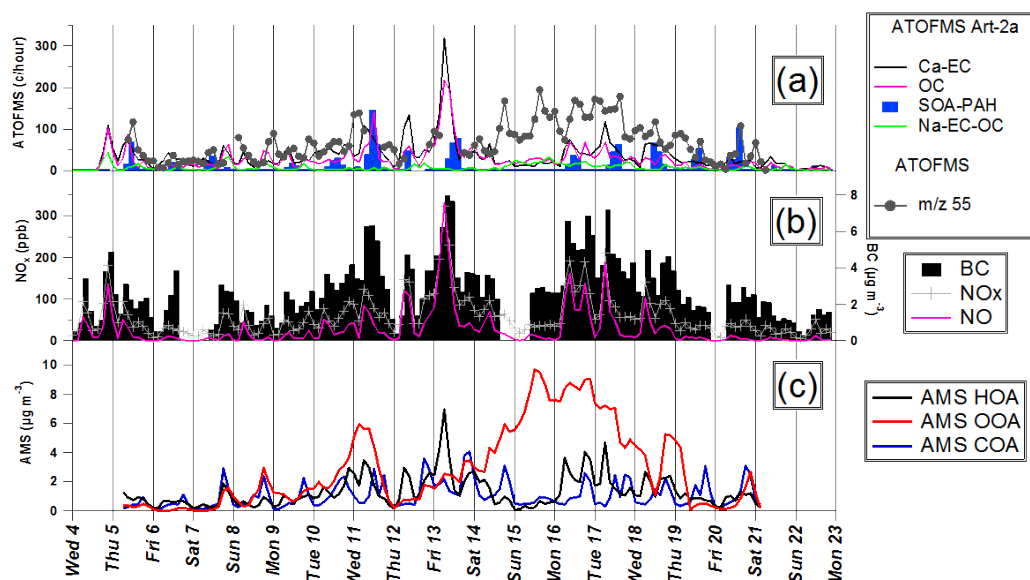 ATOFMS (c/hour)
300
200
100
0
(a)
ATOFMS Art-2a
Ca-EC
OC
SOA-PAH
Na-EC-OC
ATOFMS
m/z 55
NOx (ppb)
300
200
100
0
(b)
8
6
4
2
0
BC (µg m⁻³)
BC
NOx
NO
AMS (µg m⁻³)
10
8
6
4
2
0
(c)
AMS HOA
AMS OOA
AMS COA
Wed 4
Thu 5
Fri 6
Sat 7
Sun 8
Mon 9
Tue 10
Wed 11
Thu 12
Fri 13
Sat 14
Sun 15
Mon 16
Tue 17
Wed 18
Thu 19
Fri 20
Sat 21
Sun 22
Mon 23